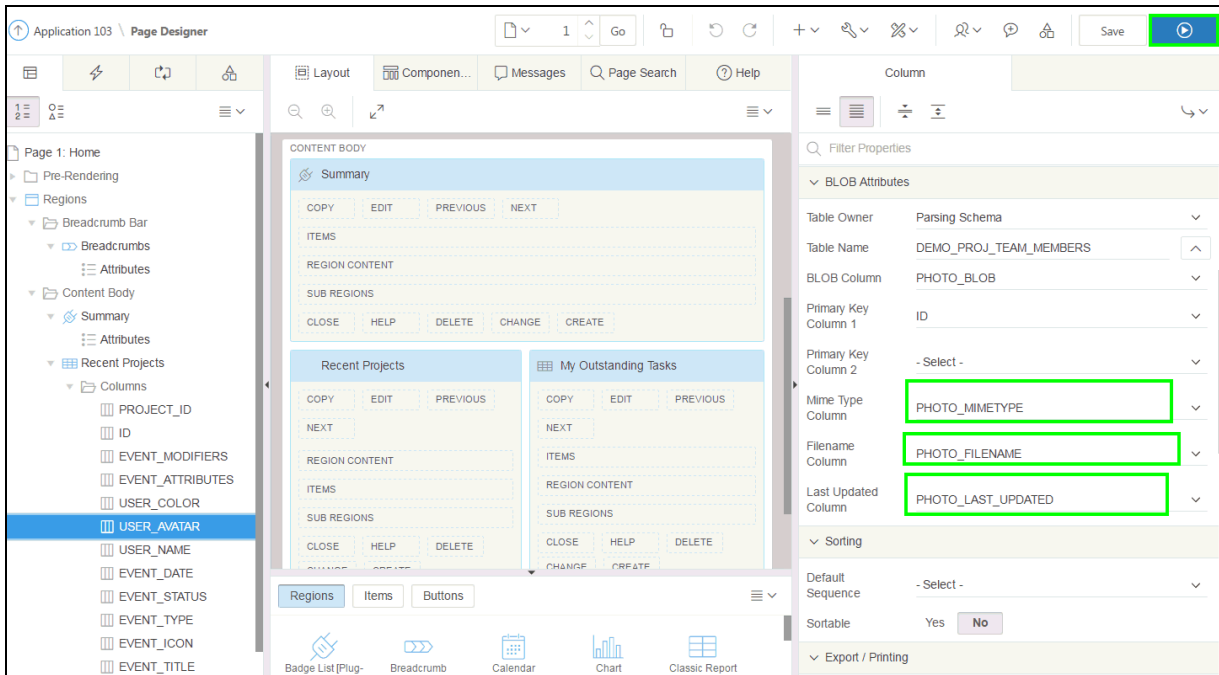 Application 103 \ Page Designer
1 Go Save
Page 1: Home
Pre-Rendering
Regions
Breadcrumb Bar
Breadcrumbs
Attributes
Content Body
Summary
Attributes
Recent Projects
Columns
PROJECT_ID
ID
EVENT_MODIFIERS
EVENT_ATTRIBUTES
USER_COLOR
USER_AVATAR
USER_NAME
EVENT_DATE
EVENT_STATUS
EVENT_TYPE
EVENT_ICON
EVENT_TITLE
Layout Componen... Messages Page Search Help
CONTENT BODY
Summary
COPY EDIT PREVIOUS NEXT
ITEMS
REGION CONTENT
SUB REGIONS
CLOSE HELP DELETE CHANGE CREATE
Recent Projects
COPY EDIT PREVIOUS
NEXT
REGION CONTENT
ITEMS
SUB REGIONS
CLOSE HELP DELETE
CHANGE CREATE
My Outstanding Tasks
COPY EDIT PREVIOUS
NEXT
ITEMS
REGION CONTENT
SUB REGIONS
CLOSE HELP DELETE
CHANGE CREATE
Regions Items Buttons
Badge List [Plug- Breadcrumb Calendar Chart Classic Report
Column
Filter Properties
BLOB Attributes
Table Owner Parsing Schema
Table Name DEMO_PROJ_TEAM_MEMBERS
BLOB Column PHOTO_BLOB
Primary Key
Column 1 ID
Primary Key
Column 2 - Select -
Mime Type
Column PHOTO_MIMETYPE
Filename
Column PHOTO_FILENAME
Last Updated
Column PHOTO_LAST_UPDATED
Sorting
Default
Sequence - Select -
Sortable Yes No
Export / Printing